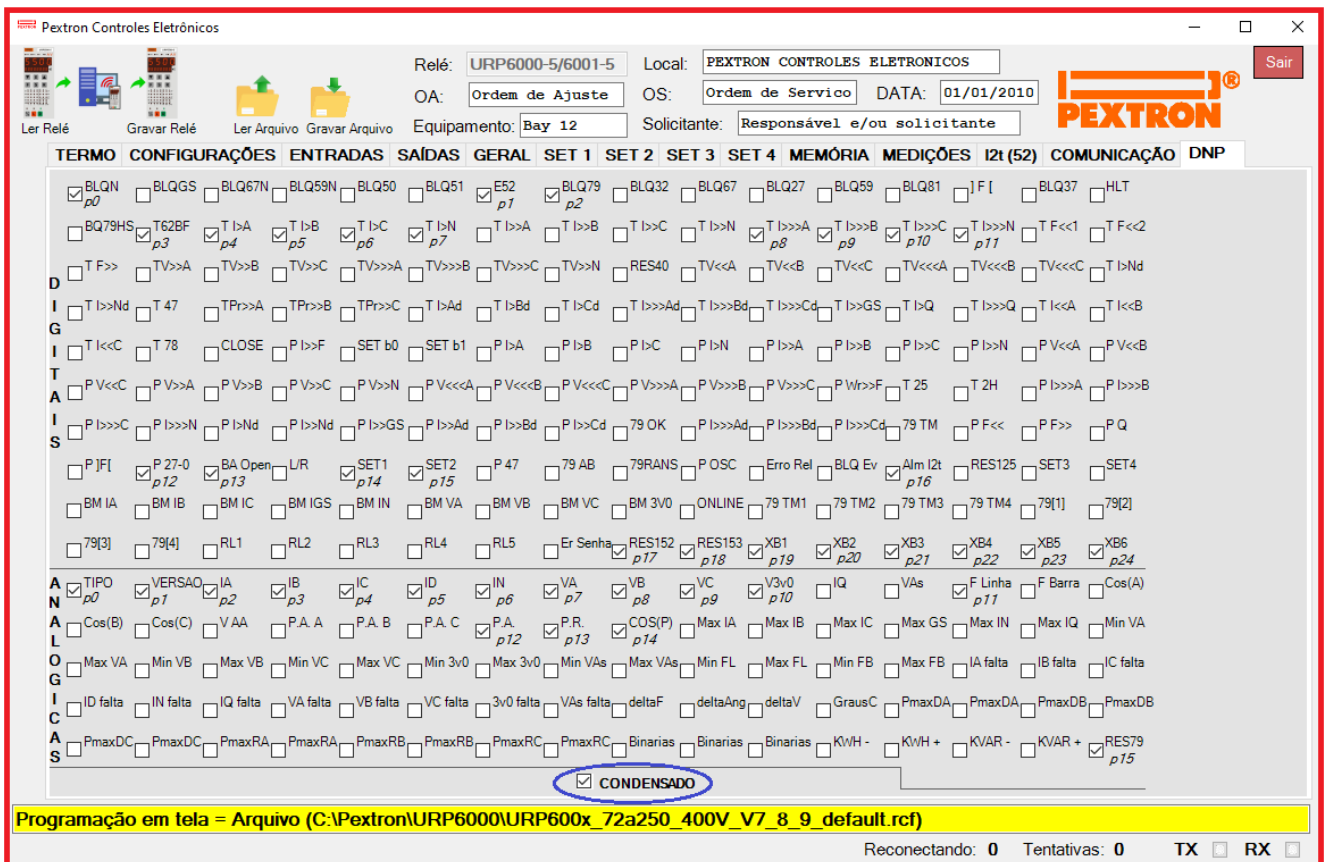 Pextron Controles Eletrônicos
Relé: URP6000-5/6001-5 Local: PEXTRON CONTROLES ELETRONICOS Sair
OA: Ordem de Ajuste OS: Ordem de Servico DATA: 01/01/2010
Ler Relé Gravar Relé Ler Arquivo Gravar Arquivo Equipamento: Bay 12 Solicitante: Responsável e/ou solicitante PEXTRON
TERMO CONFIGURAÇÕES ENTRADAS SAÍDAS GERAL SET 1 SET 2 SET 3 SET 4 MEMÓRIA MEDIÇÕES I2t (52) COMUNICAÇÃO DNP
DIGITAIS
BLQN BLQGS BLQ67N BLQ59N BLQ50 BLQ51 E52 BLQ79 BLQ32 BLQ67 BLQ27 BLQ59 BLQ81 ] F [ BLQ37 HLT
p0 p1 p2
BQ79HS T62BF T I>A T I>B T I>C T I>N T I>>A T I>>B T I>>C T I>>N T I>>>A T I>>>B T I>>>C T I>>>N T F<<1 T F<<2
p3 p4 p5 p6 p7 p8 p9 p10 p11
T F>> TV>>A TV>>B TV>>C TV>>>A TV>>>B TV>>>C TV>>N RES40 TV<<A TV<<B TV<<C TV<<<A TV<<<B TV<<<C T I>Nd
T I>>Nd T 47 TPr>>A TPr>>B TPr>>C T I>Ad T I>Bd T I>Cd T I>>>Ad T I>>>Bd T I>>>Cd T I>>GS T I>Q T I>>>Q T I<<A T I<<B
T I<<C T 78 CLOSE P I>>F SET b0 SET b1 P I>A P I>B P I>C P I>N P I>>A P I>>B P I>>C P I>>N P V<<A P V<<B
P V<<C P V>>A P V>>B P V>>C P V>>N P V<<<A P V<<<B P V<<<C P V>>>A P V>>>B P V>>>C P Wr>>F T 25 T 2H P I>>>A P I>>>B
P I>>>C P I>>>N P I>Nd P I>>Nd P I>>GS P I>>Ad P I>>Bd P I>>Cd 79 OK P I>>>Ad P I>>>Bd P I>>>Cd 79 TM P F<< P F>> P Q
P ]F[ P 27-0 BA Open L/R SET1 SET2 P 47 79 AB 79RANS P OSC Erro Rel BLQ Ev Alm I2t RES125 SET3 SET4
p12 p13 p14 p15 p16
BM IA BM IB BM IC BM IGS BM IN BM VA BM VB BM VC BM 3V0 ONLINE 79 TM1 79 TM2 79 TM3 79 TM4 79[1] 79[2]
79[3] 79[4] RL1 RL2 RL3 RL4 RL5 Er Senha RES152 RES153 XB1 XB2 XB3 XB4 XB5 XB6
p17 p18 p19 p20 p21 p22 p23 p24
ANALOGICAS
TIPO VERSAO IA IB IC ID IN VA VB VC V3v0 IQ VAs F Linha F Barra Cos(A)
p0 p1 p2 p3 p4 p5 p6 p7 p8 p9 p10 p11
Cos(B) Cos(C) V AA P.A. A P.A. B P.A. C P.A. P.R. COS(P) Max IA Max IB Max IC Max GS Max IN Max IQ Min VA
p12 p13 p14
Max VA Min VB Max VB Min VC Max VC Min 3v0 Max 3v0 Min VAs Max VAs Min FL Max FL Min FB Max FB IA falta IB falta IC falta
ID falta IN falta IQ falta VA falta VB falta VC falta 3v0 falta VAs falta deltaF deltaAng deltaV GrausC PmaxDA PmaxDA PmaxDB PmaxDB
PmaxDC PmaxDC PmaxRA PmaxRA PmaxRB PmaxRB PmaxRC PmaxRC Binarias Binarias Binarias KWH - KWH + KVAR - KVAR + RES79
p15
CONDENSADO
Programação em tela = Arquivo (C:\Pextron\URP6000\URP600x_72a250_400V_V7_8_9_default.rcf)
Reconectando: 0 Tentativas: 0 TX RX